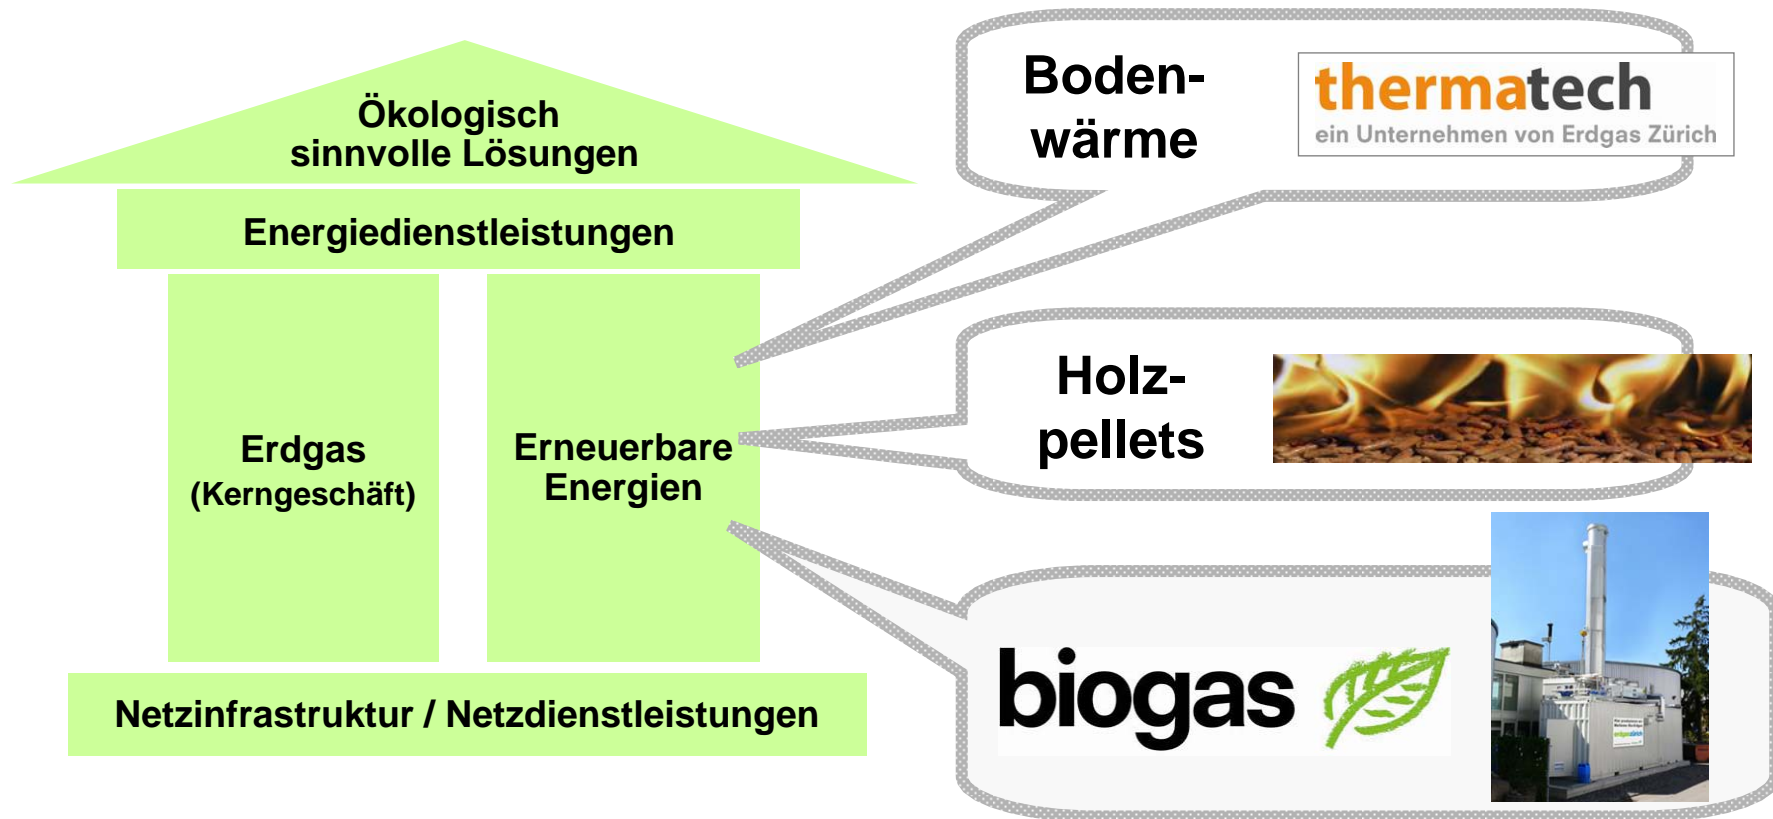 Ökologisch
sinnvolle Lösungen
Energiedienstleistungen
Erdgas
(Kerngeschäft)
Erneuerbare
Energien
Netzinfrastruktur / Netzdienstleistungen
Boden-
wärme
thermatech
ein Unternehmen von Erdgas Zürich
Holz-
pellets
biogas